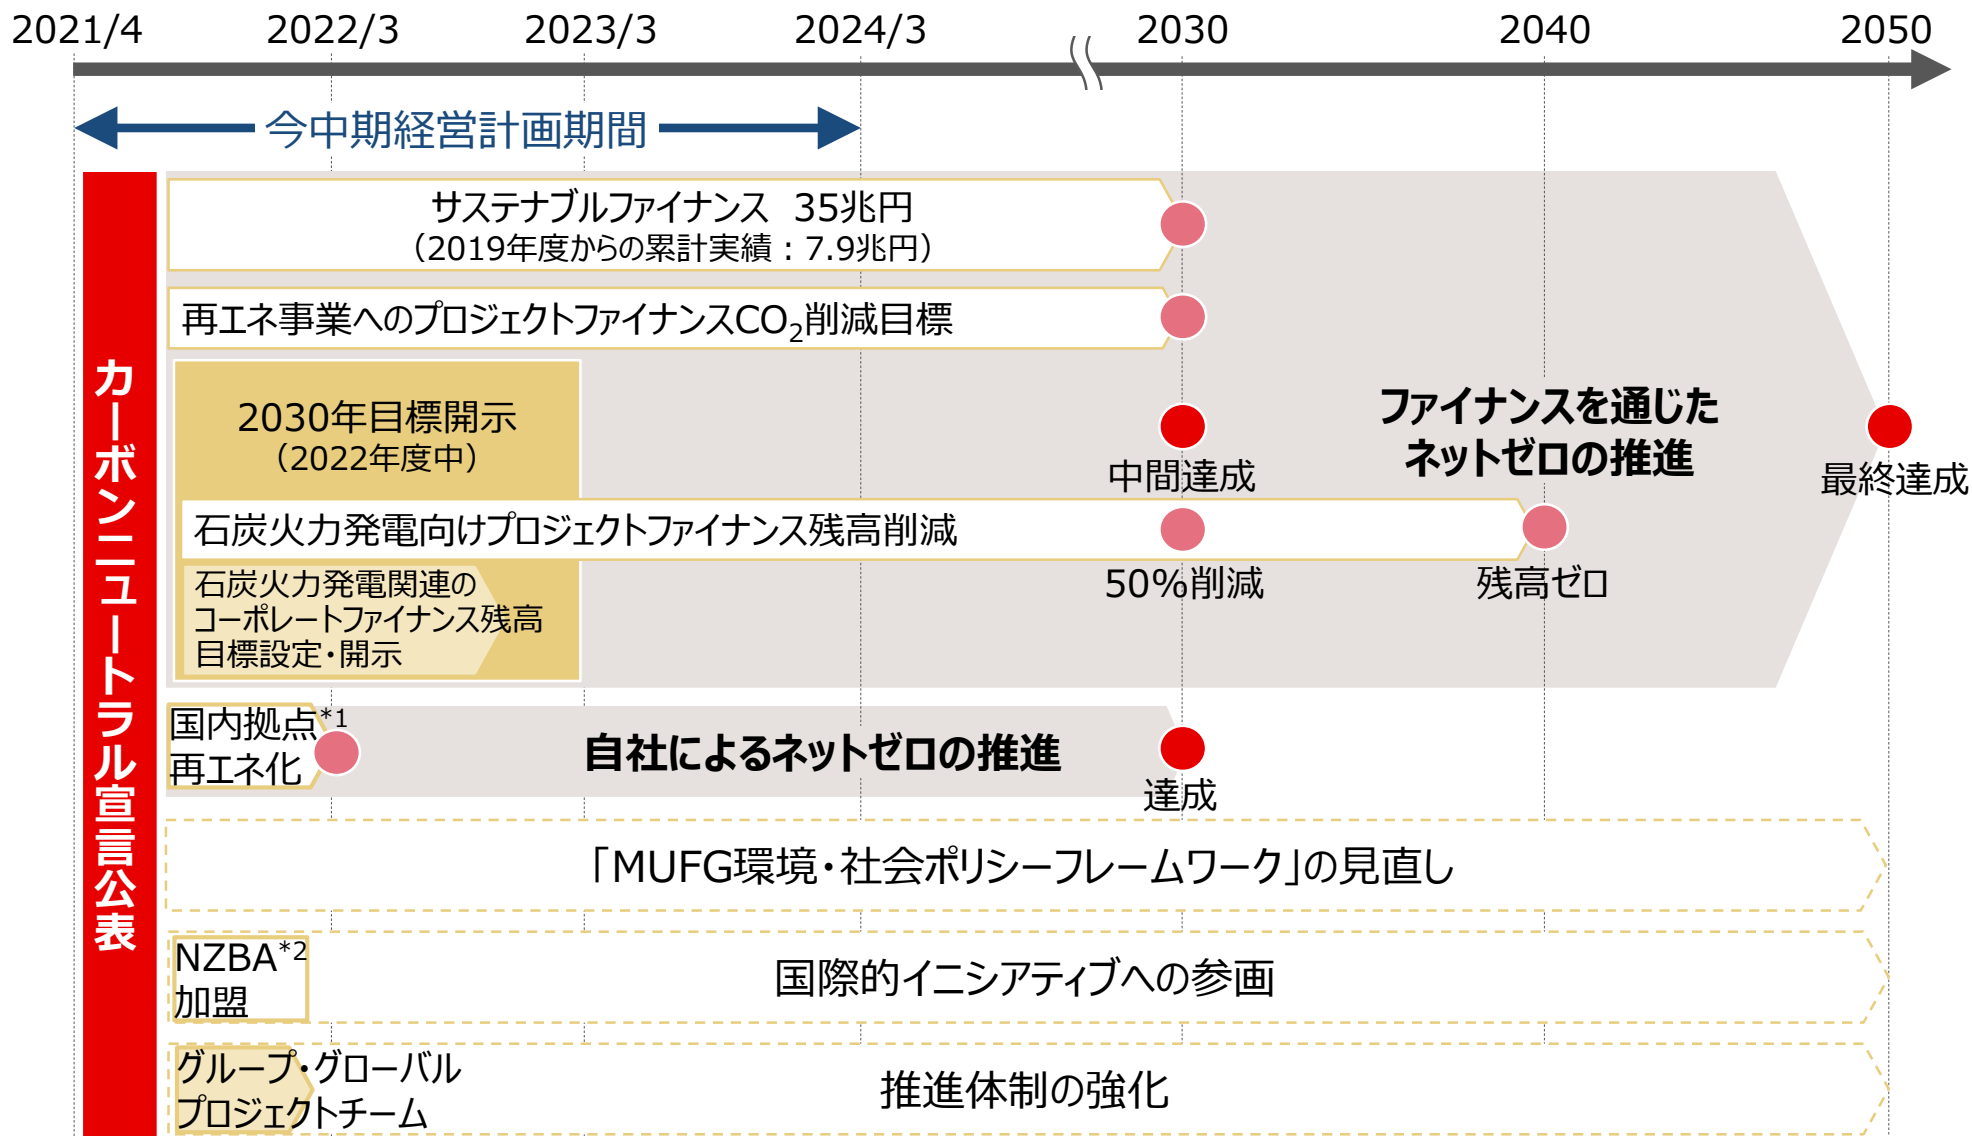 2021/4 2022/3 2023/3 2024/3 2030 2040 2050
今中期経営計画期間
カーボンニュートラル宣言公表
サステナブルファイナンス 35兆円
（2019年度からの累計実績：7.9兆円）
再エネ事業へのプロジェクトファイナンスCO₂削減目標
2030年目標開示
（2022年度中）
中間達成
ファイナンスを通じた
ネットゼロの推進
最終達成
石炭火力発電向けプロジェクトファイナンス残高削減
50%削減
残高ゼロ
石炭火力発電関連の
コーポレートファイナンス残高
目標設定・開示
国内拠点*1
再エネ化
自社によるネットゼロの推進
達成
「MUFG環境・社会ポリシーフレームワーク」の見直し
NZBA*2
加盟
国際的イニシアティブへの参画
グループ・グローバル
プロジェクトチーム
推進体制の強化